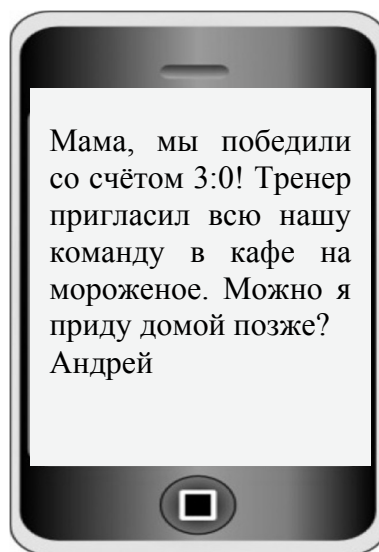 Мама, мы победили
со счётом 3:0! Тренер
пригласил всю нашу
команду в кафе на
мороженое. Можно я
приду домой позже?
Андрей